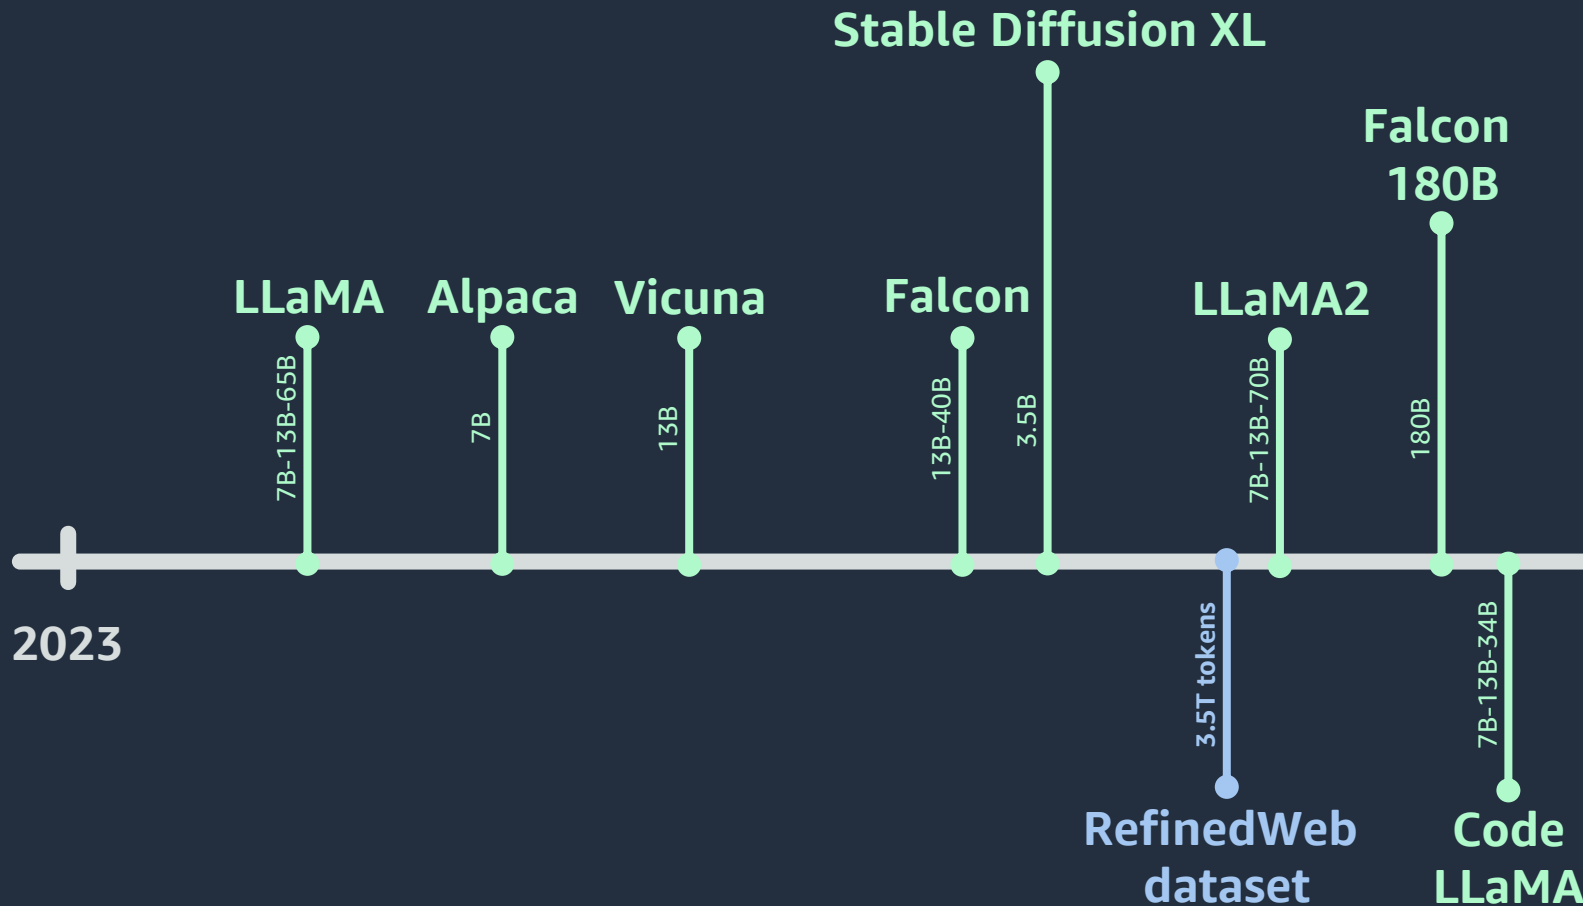 Stable Diffusion XL
Falcon
180B
LLaMA
Alpaca
Vicuna
Falcon
LLaMA2
7B-13B-65B
7B
13B
13B-40B
3.5B
7B-13B-70B
180B
2023
3.5T tokens
7B-13B-34B
RefinedWeb
dataset
Code
LLaMA